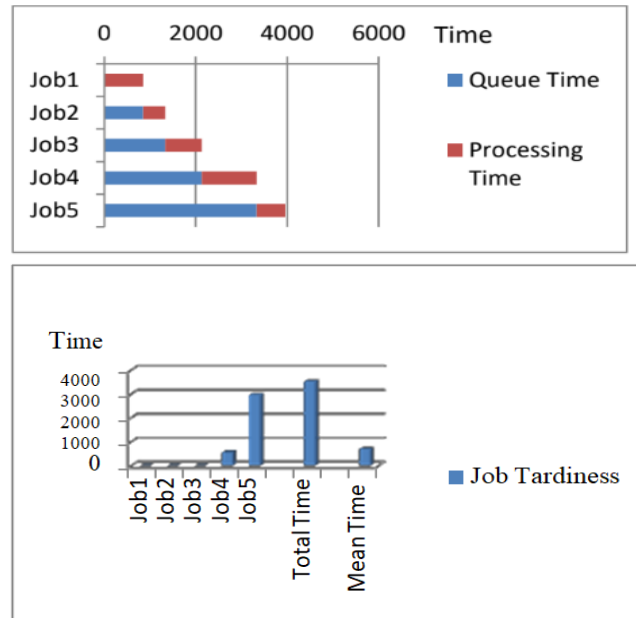 0 2000 4000 6000 Time
Job1
Job2
Job3
Job4
Job5
Queue Time
Processing
Time
Time
4000
3000
2000
1000
0
Job1
Job2
Job3
Job4
Job5
Total Time
Mean Time
Job Tardiness